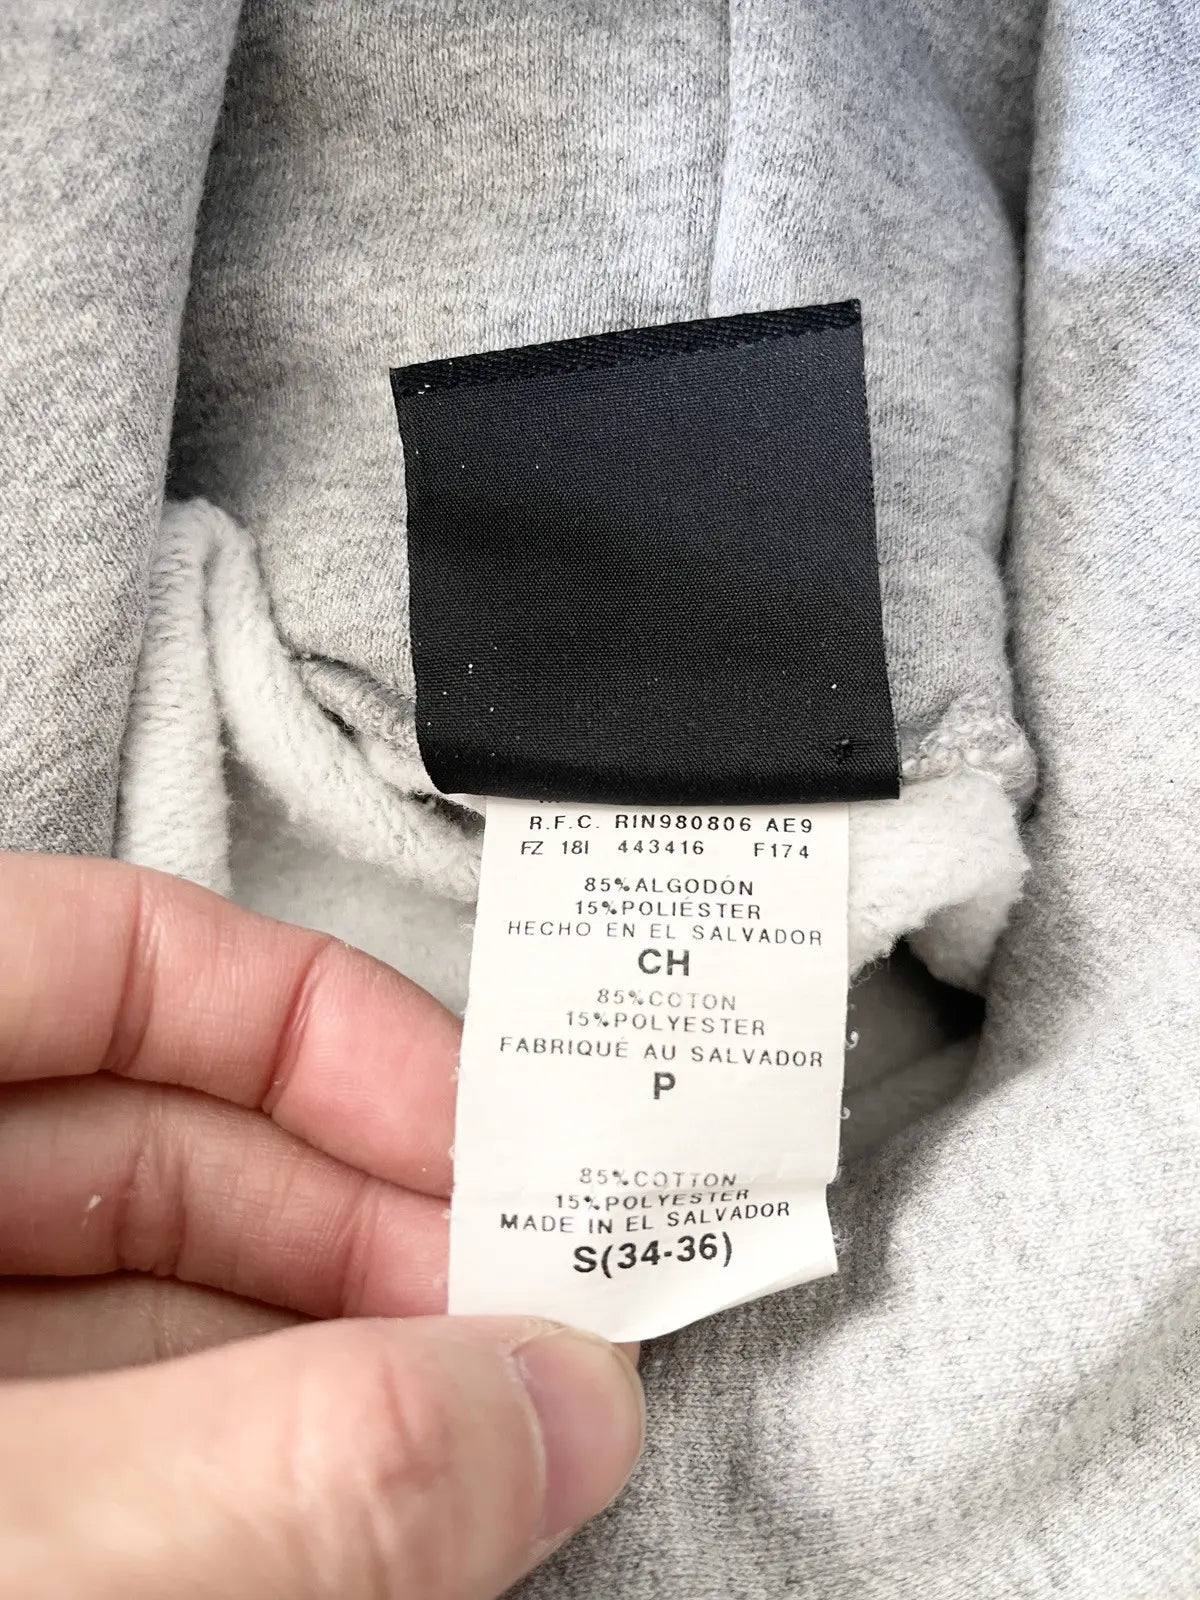 R.F.C. RIN980806 AE9
FZ 18I 443416 F174
85%ALGODÓN
15%POLIÉSTER
HECHO EN EL SALVADOR
CH
85%COTON
15%POLYESTER
FABRIQUÉ AU SALVADOR
P
85%COTTON
15%POLYESTER
MADE IN EL SALVADOR
S(34-36)